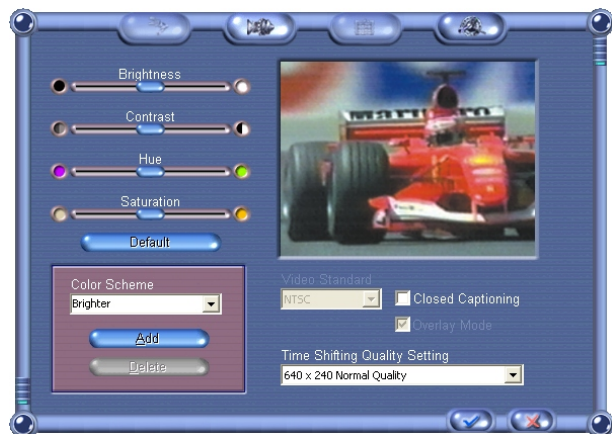 Brightness
Contrast
Hue
Saturation
Default
Color Scheme
Brighter
Add
Delete
Marlboro
Video Standard
NTSC
Closed Captioning
Overlay Mode
Time Shifting Quality Setting
640 x 240 Normal Quality